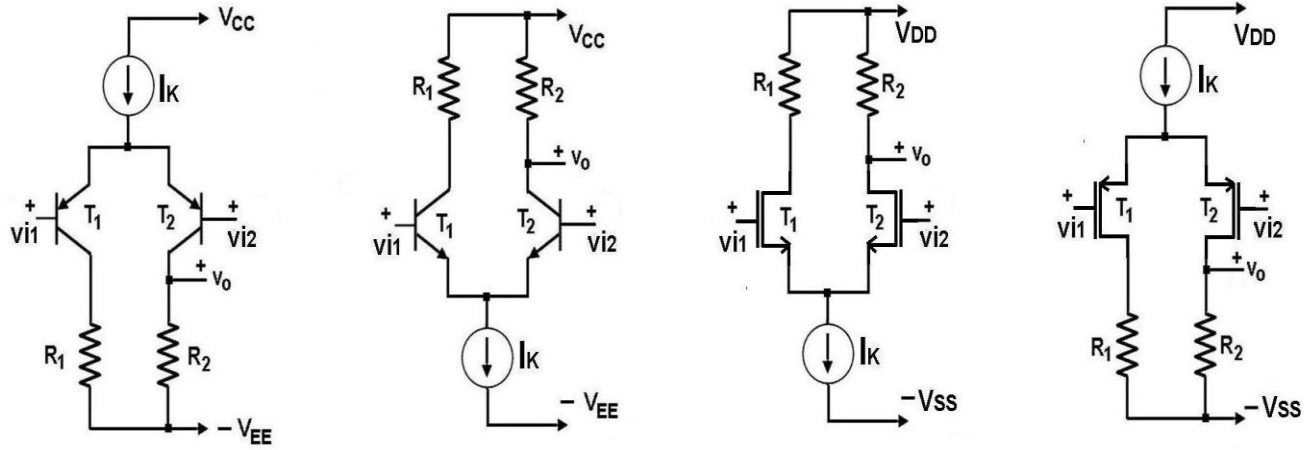 VCC
IK
+
vi1
T1
T2
+
vi2
+
vo
R1
R2
– VEE
VCC
R1
R2
+
vo
+
vi1
T1
T2
+
vi2
IK
– VEE
VDD
R1
R2
+
vo
+
vi1
T1
T2
+
vi2
IK
–VSS
VDD
IK
+
vi1
T1
T2
+
vi2
+
vo
R1
R2
–VSS